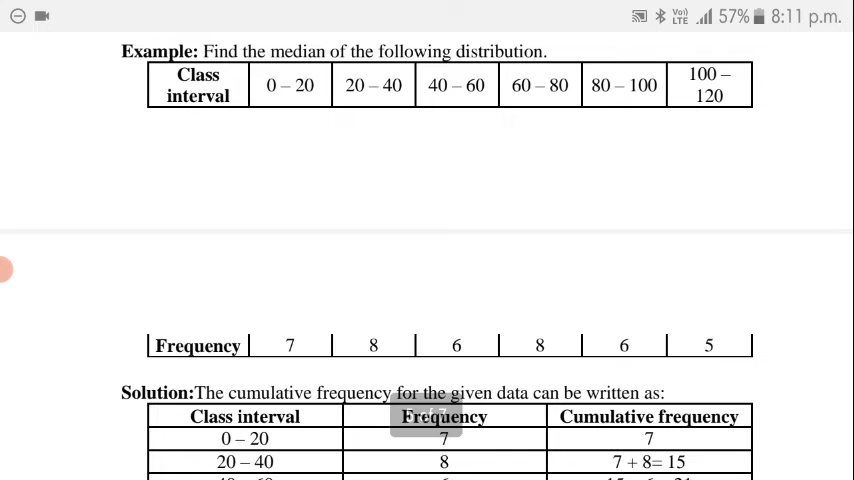 57% 8:11 p.m.
Example: Find the median of the following distribution.
Class interval 0 – 20 20 – 40 40 – 60 60 – 80 80 – 100 100 – 120
Frequency 7 8 6 8 6 5
Solution:The cumulative frequency for the given data can be written as:
Class interval Frequency Cumulative frequency
0 – 20 7 7
20 – 40 8 7 + 8= 15